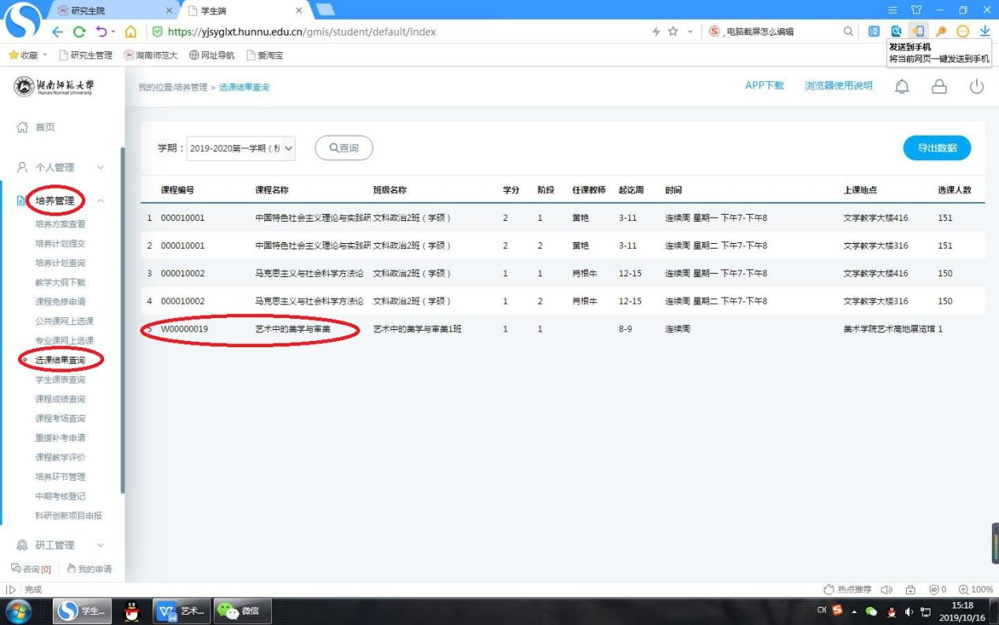 研究生院
学生端
https://yjsyglxt.hunnu.edu.cn/gmis/student/default/index
电脑截屏怎么编辑
收藏 研究生管理 湖南师范大 网址导航 爱淘宝
发送到手机
将当前网页一键发送到手机
湖南师范大学
Hunan Normal University
我的位置:培养管理 > 选课结果查询
APP下载 浏览器使用说明
首页
个人管理
培养管理
培养方案查看
培养计划提交
培养计划查询
教学大纲下载
课程免修申请
公共课网上选课
专业课网上选课
选课结果查询
学生课表查询
课程成绩查询
课程考场查询
重缓补考申请
课程教学评价
培养环节管理
中期考核登记
科研创新项目申报
研工管理
咨询[0] 我的申请
学期： 2019-2020第一学期（秋 查询 导出数据
课程编号 课程名称 班级名称 学分 阶段 任课教师 起讫周 时间 上课地点 选课人数
1 000010001 中国特色社会主义理论与实践研 文科政治2班（学硕） 2 1 黄艳 3-11 连续周 星期一 下午7-下午8 文学教学大楼416 151
2 000010001 中国特色社会主义理论与实践研 文科政治2班（学硕） 2 2 黄艳 3-11 连续周 星期二 下午7-下午8 文学教学大楼316 151
3 000010002 马克思主义与社会科学方法论 文科政治2班（学硕） 1 1 肖根牛 12-15 连续周 星期一 下午7-下午8 文学教学大楼416 150
4 000010002 马克思主义与社会科学方法论 文科政治2班（学硕） 1 2 肖根牛 12-15 连续周 星期二 下午7-下午8 文学教学大楼316 150
5 W00000019 艺术中的美学与审美 艺术中的美学与审美1班 1 1 8-9 连续周 美术学院艺术高地展览馆 1
完成
热点推荐 0 100%
学生... 艺术... 微信
CH
15:18
2019/10/16